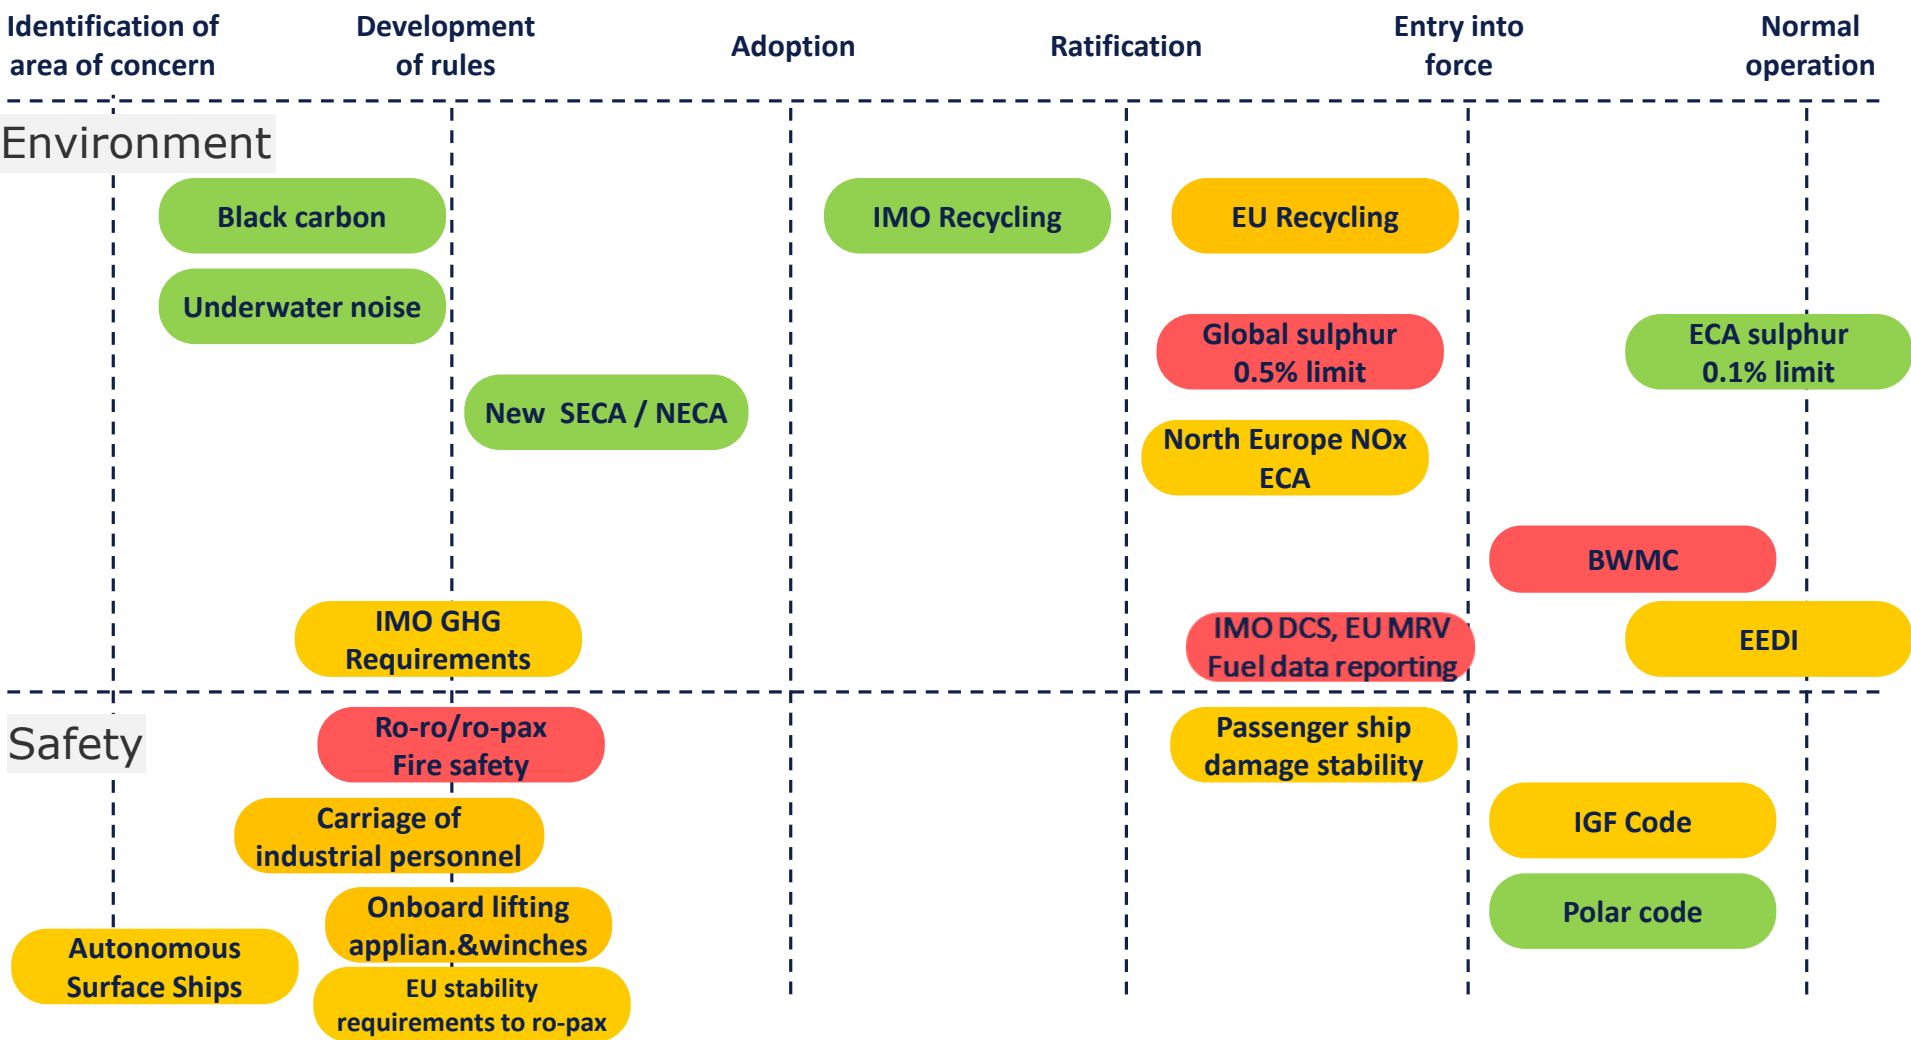 Identification of
area of concern
Development
of rules
Adoption
Ratification
Entry into
force
Normal
operation
Environment
Black carbon
IMO Recycling
EU Recycling
Underwater noise
Global sulphur
0.5% limit
ECA sulphur
0.1% limit
New SECA / NECA
North Europe NOx
ECA
BWMC
IMO GHG
Requirements
IMO DCS, EU MRV
Fuel data reporting
EEDI
Safety
Ro-ro/ro-pax
Fire safety
Passenger ship
damage stability
Carriage of
industrial personnel
IGF Code
Onboard lifting
applian.&winches
Polar code
Autonomous
Surface Ships
EU stability
requirements to ro-pax